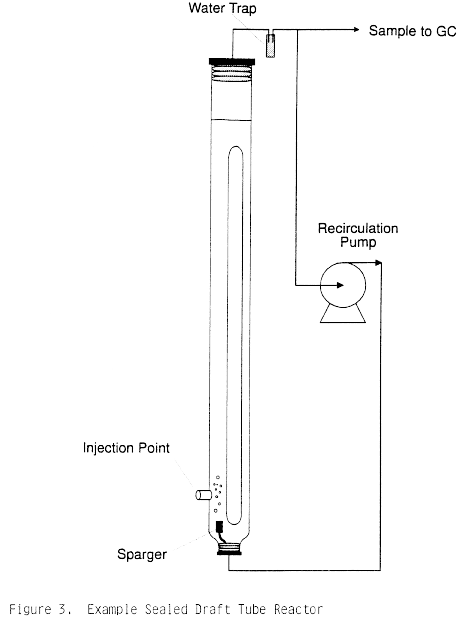 Water Trap
Sample to GC
Recirculation
Pump
Injection Point
Sparger
Figure 3. Example Sealed Draft Tube Reactor